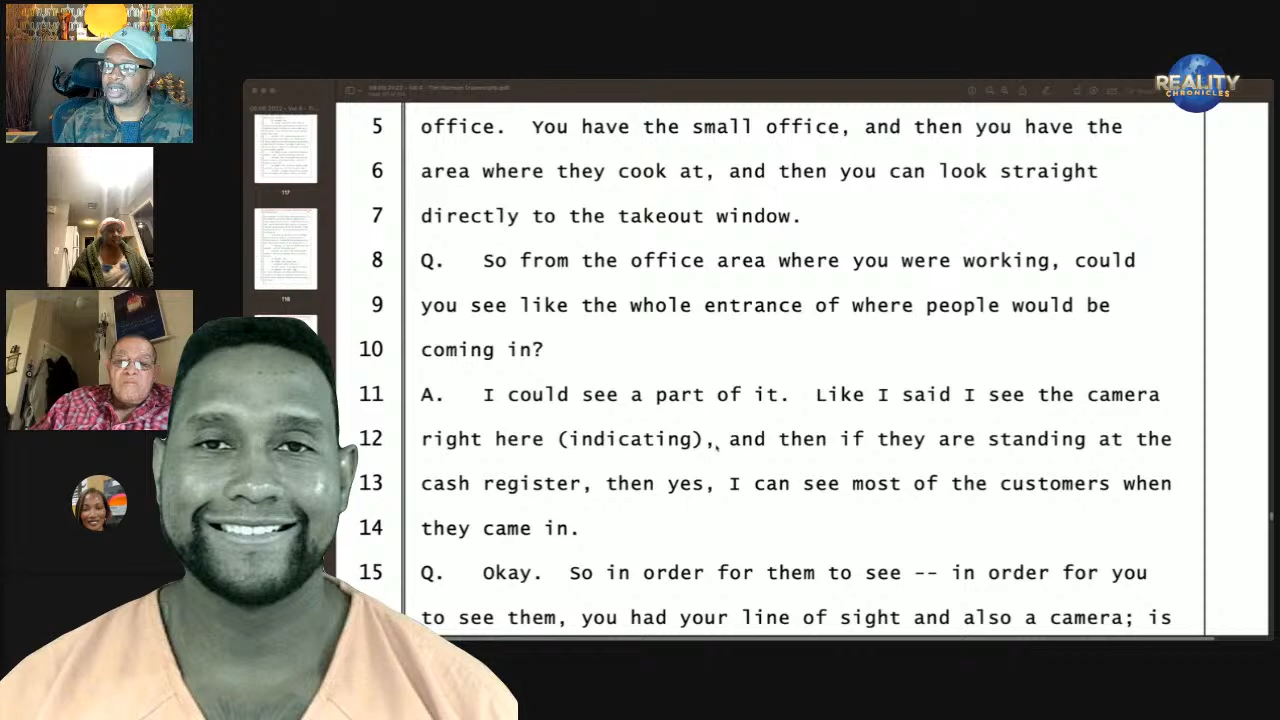 REALITY
CHRONICLES
117
118
5 office. You have the small office, and then you have the
6 area where they cook at, and then you can look straight
7 directly to the takeout window.
8 Q. So from the office area where you were working, could
9 you see like the whole entrance of where people would be
10 coming in?
11 A. I could see a part of it. Like I said I see the camera
12 right here (indicating), and then if they are standing at the
13 cash register, then yes, I can see most of the customers when
14 they came in.
15 Q. Okay. So in order for them to see -- in order for you
to see them, you had your line of sight and also a camera; is